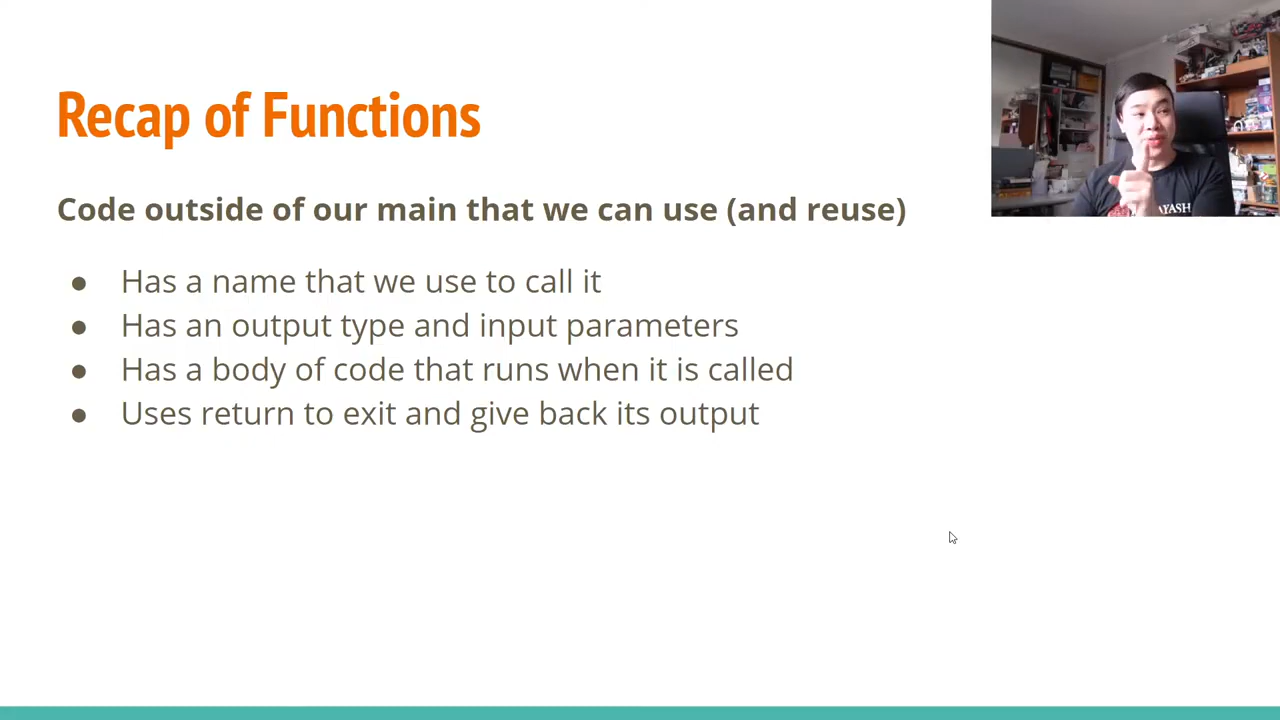 Recap of Functions
Code outside of our main that we can use (and reuse)
● Has a name that we use to call it
● Has an output type and input parameters
● Has a body of code that runs when it is called
● Uses return to exit and give back its output
AYASH